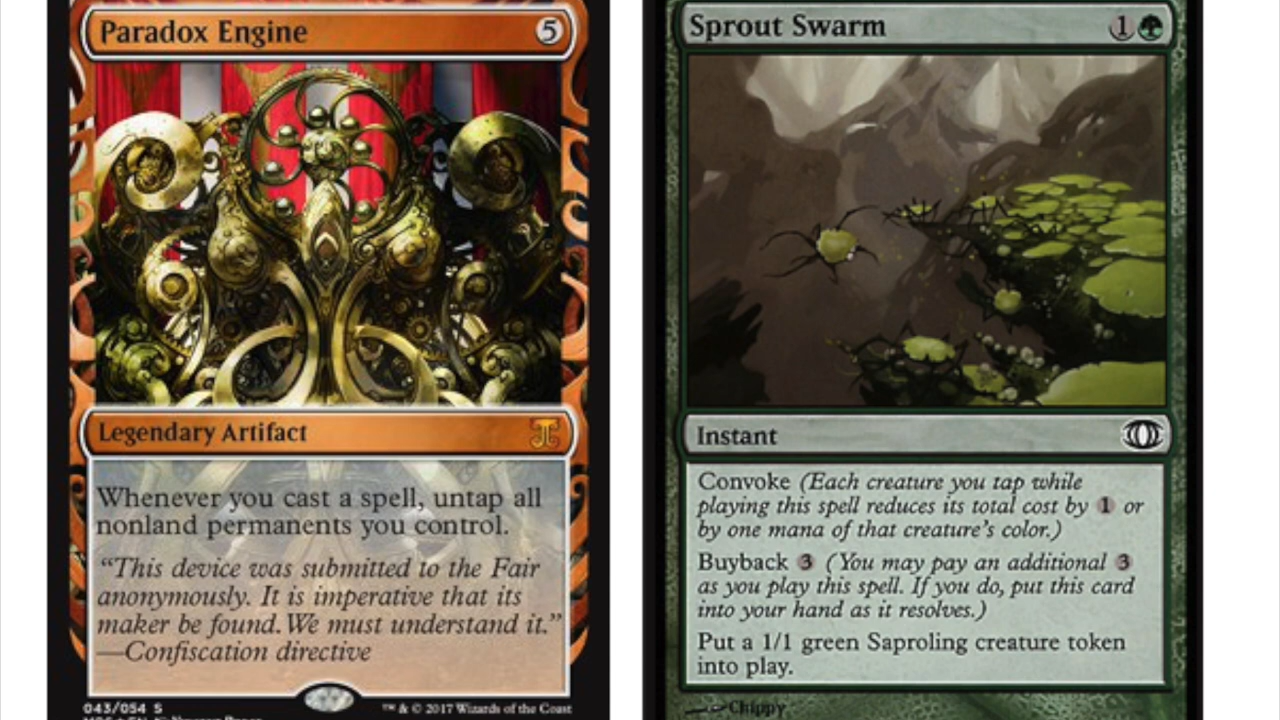 Paradox Engine 5
Legendary Artifact
Whenever you cast a spell, untap all
nonland permanents you control.
“This device was submitted to the Fair
anonymously. It is imperative that its
maker be found. We must understand it.”
—Confiscation directive
043/054 S
™ & © 2017 Wizards of the Coast
Sprout Swarm 1
Instant
Convoke (Each creature you tap while
playing this spell reduces its total cost by 1 or
by one mana of that creature’s color.)
Buyback 3 (You may pay an additional 3
as you play this spell. If you do, put this card
into your hand as it resolves.)
Put a 1/1 green Saproling creature token
into play.
Chippy